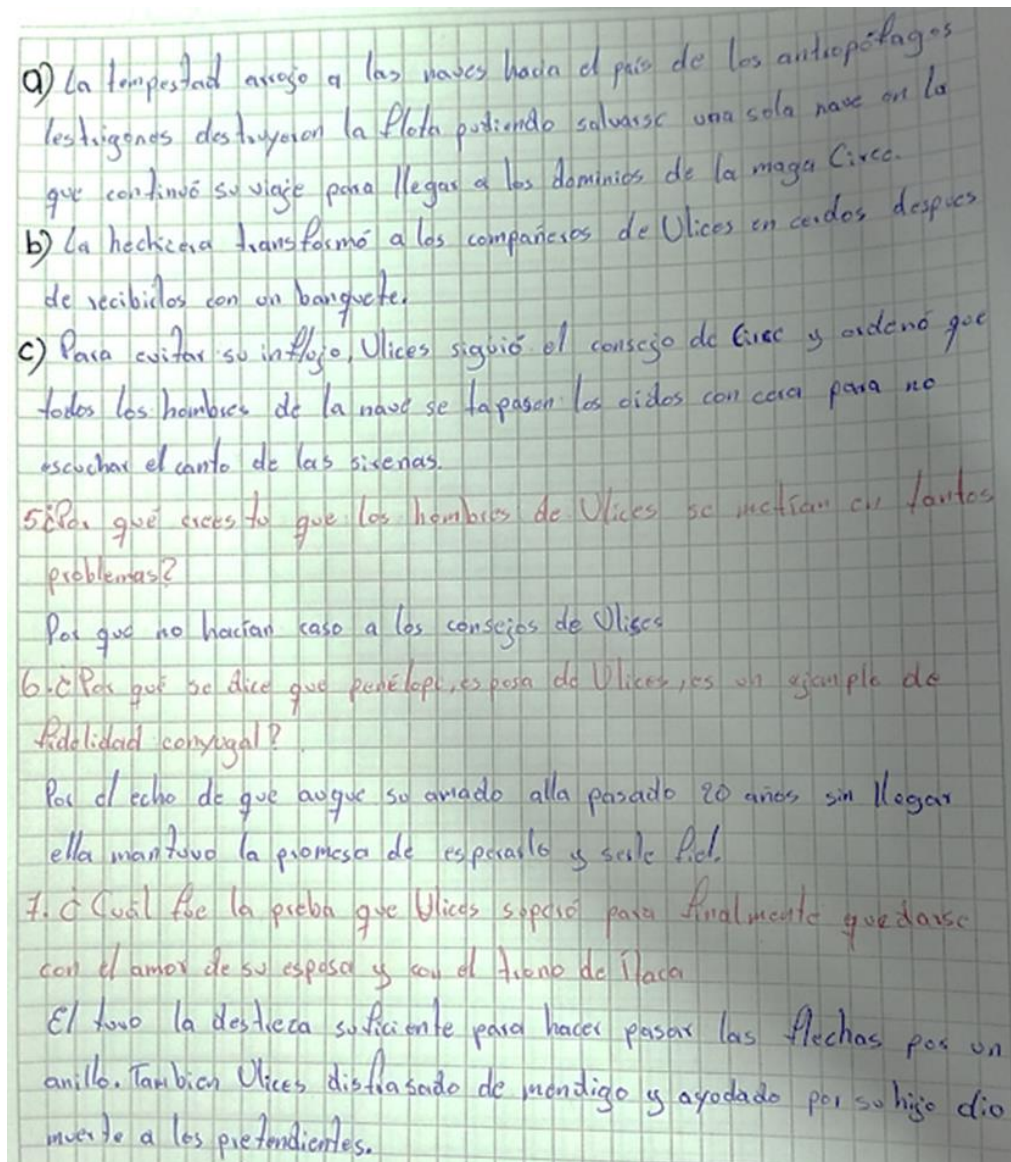 a) La tempestad arrojo a las naves hacia el país de los antropófagos
lestrigones destruyeron la flota pudiendo salvarse una sola nave en la
que continuó su viaje para llegar a los dominios de la maga Circe.
b) La hechicera transformó a los compañeros de Ulices en cerdos despues
de recibirlos con un banquete.
c) Para evitar su influjo, Ulices siguió el consejo de Circe y ordenó que
todos los hombres de la nave se tapasen los oidos con cera para no
escuchar el canto de las sirenas.
5¿Por qué crees tu que los hombres de Ulices se metian en tantos
problemas?
Por que no hacían caso a los consejos de Ulises
6.¿Por qué se dice que penélope, esposa de Ulices, es un ejemplo de
fidelidad conyugal?
Por el echo de que auque su amado alla pasado 20 años sin llegar
ella mantuvo la promesa de esperarlo y serle fiel.
7. ¿Cuál fue la preba que Ulices superó para finalmente quedarse
con el amor de su esposa y con el trono de Itaca
El tuvo la destreza suficiente para hacer pasar las flechas por un
anillo. Tambien Ulices disfrasado de mendigo y ayudado por su hijo dio
muerte a los pretendientes.